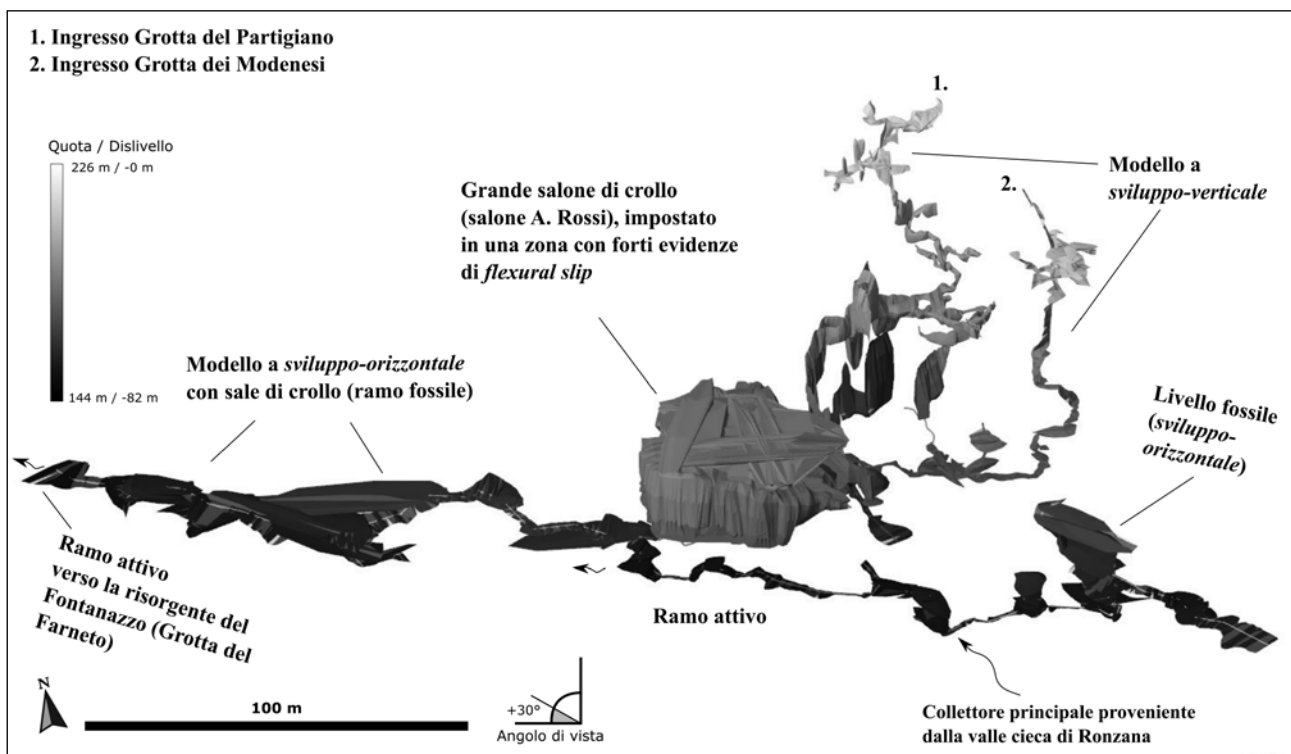 1. Ingresso Grotta del Partigiano
2. Ingresso Grotta dei Modenesi
Quota / Dislivello
226 m / -0 m
144 m / -82 m
1.
2.
Modello a
sviluppo-verticale
Grande salone di crollo
(salone A. Rossi), impostato
in una zona con forti evidenze
di flexural slip
Modello a sviluppo-orizzontale
con sale di crollo (ramo fossile)
Livello fossile
(sviluppo-
orizzontale)
Ramo attivo
verso la risorgente del
Fontanazzo (Grotta del
Farneto)
Ramo attivo
N
100 m
+30°
Angolo di vista
Collettore principale proveniente
dalla valle cieca di Ronzana